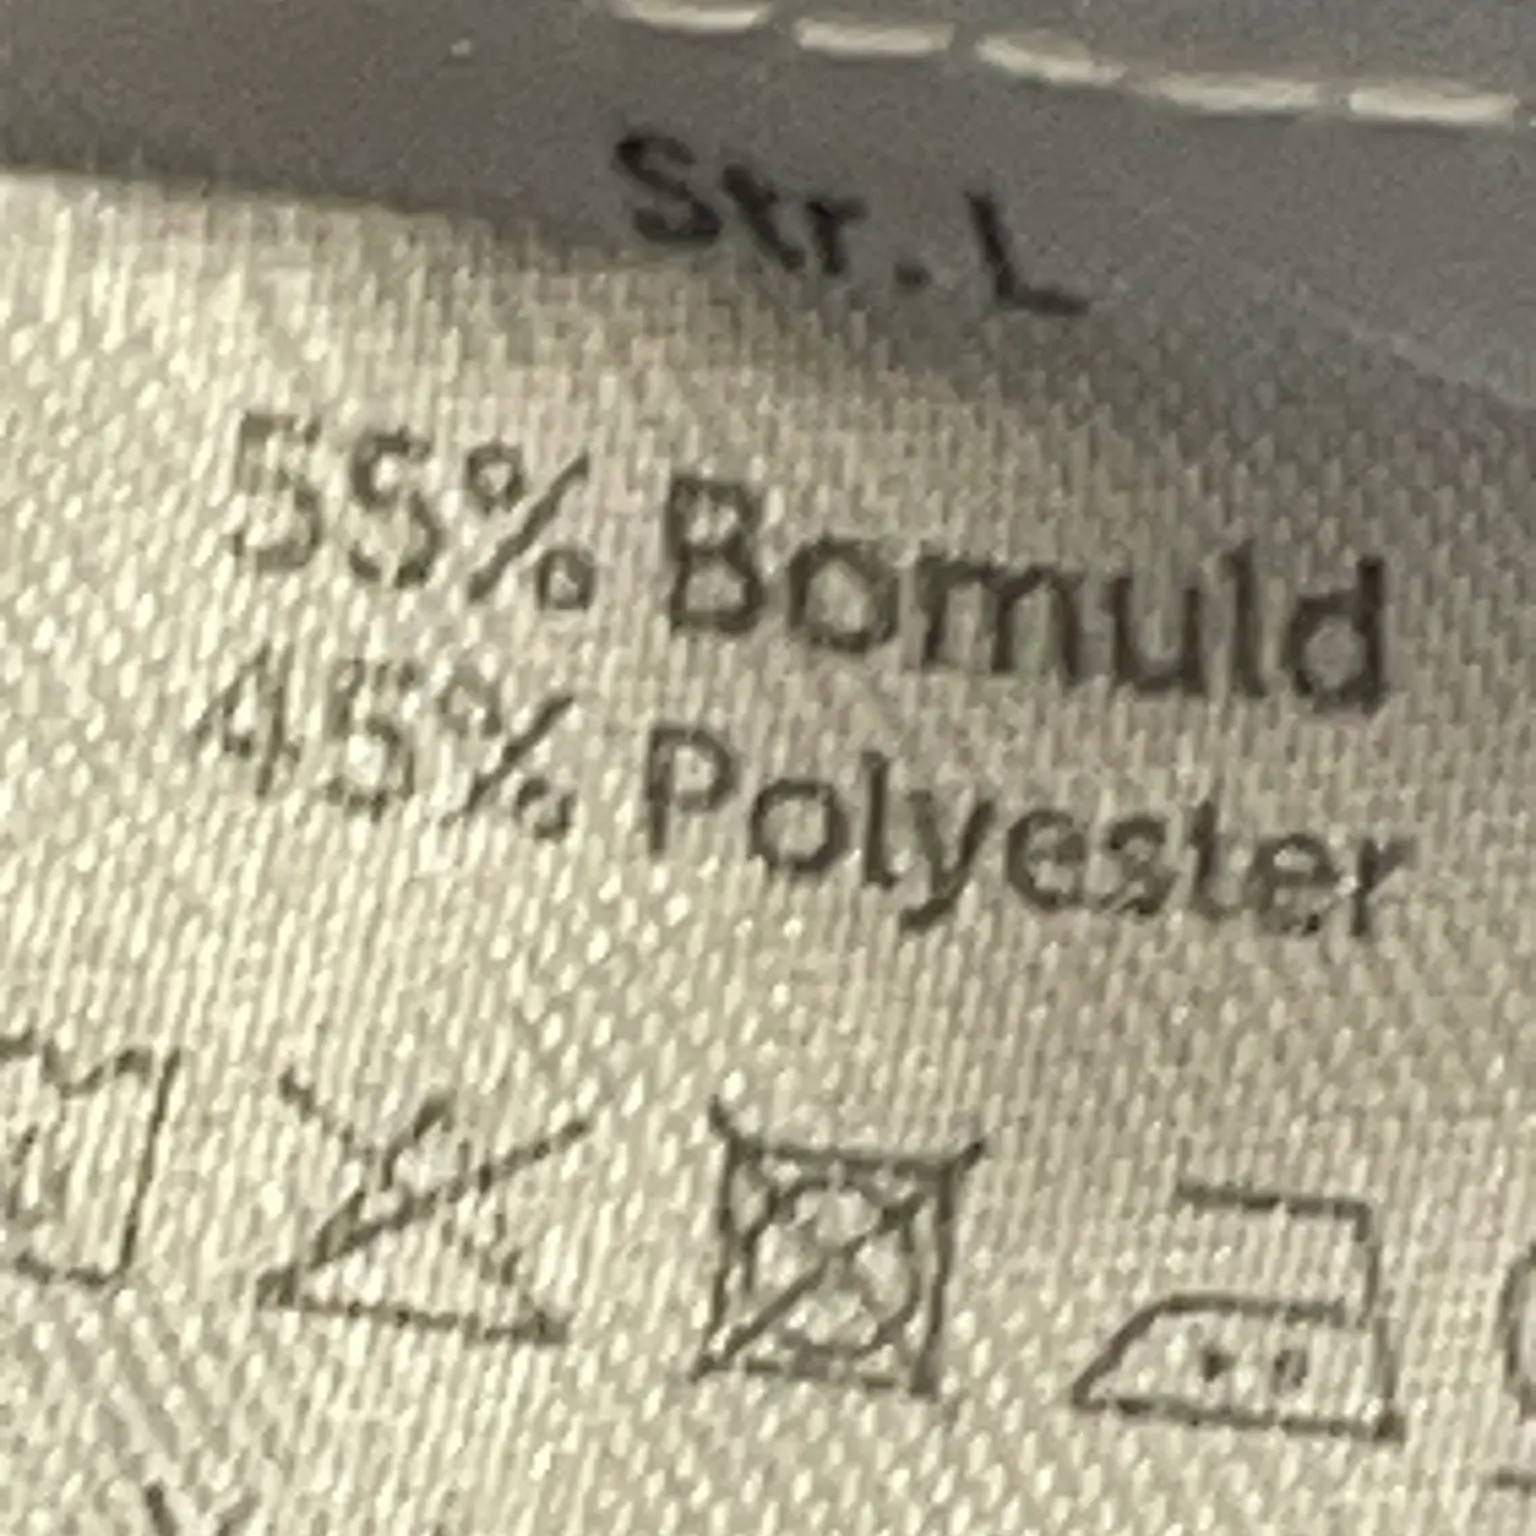 Str. L
55% Bomuld
45% Polyester